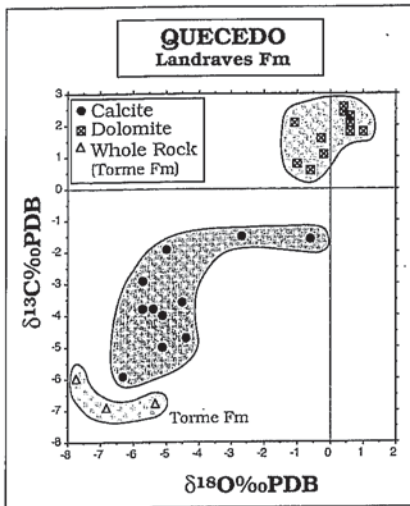 QUECEDO
Landraves Fm
Calcite
Dolomite
Whole Rock
(Torme Fm)
3
2
1
0
-1
-2
-3
-4
-5
-6
-7
-8
δ13C‰PDB
Torme Fm
-8 -7 -6 -5 -4 -3 -2 -1 0 1 2
δ18O‰PDB